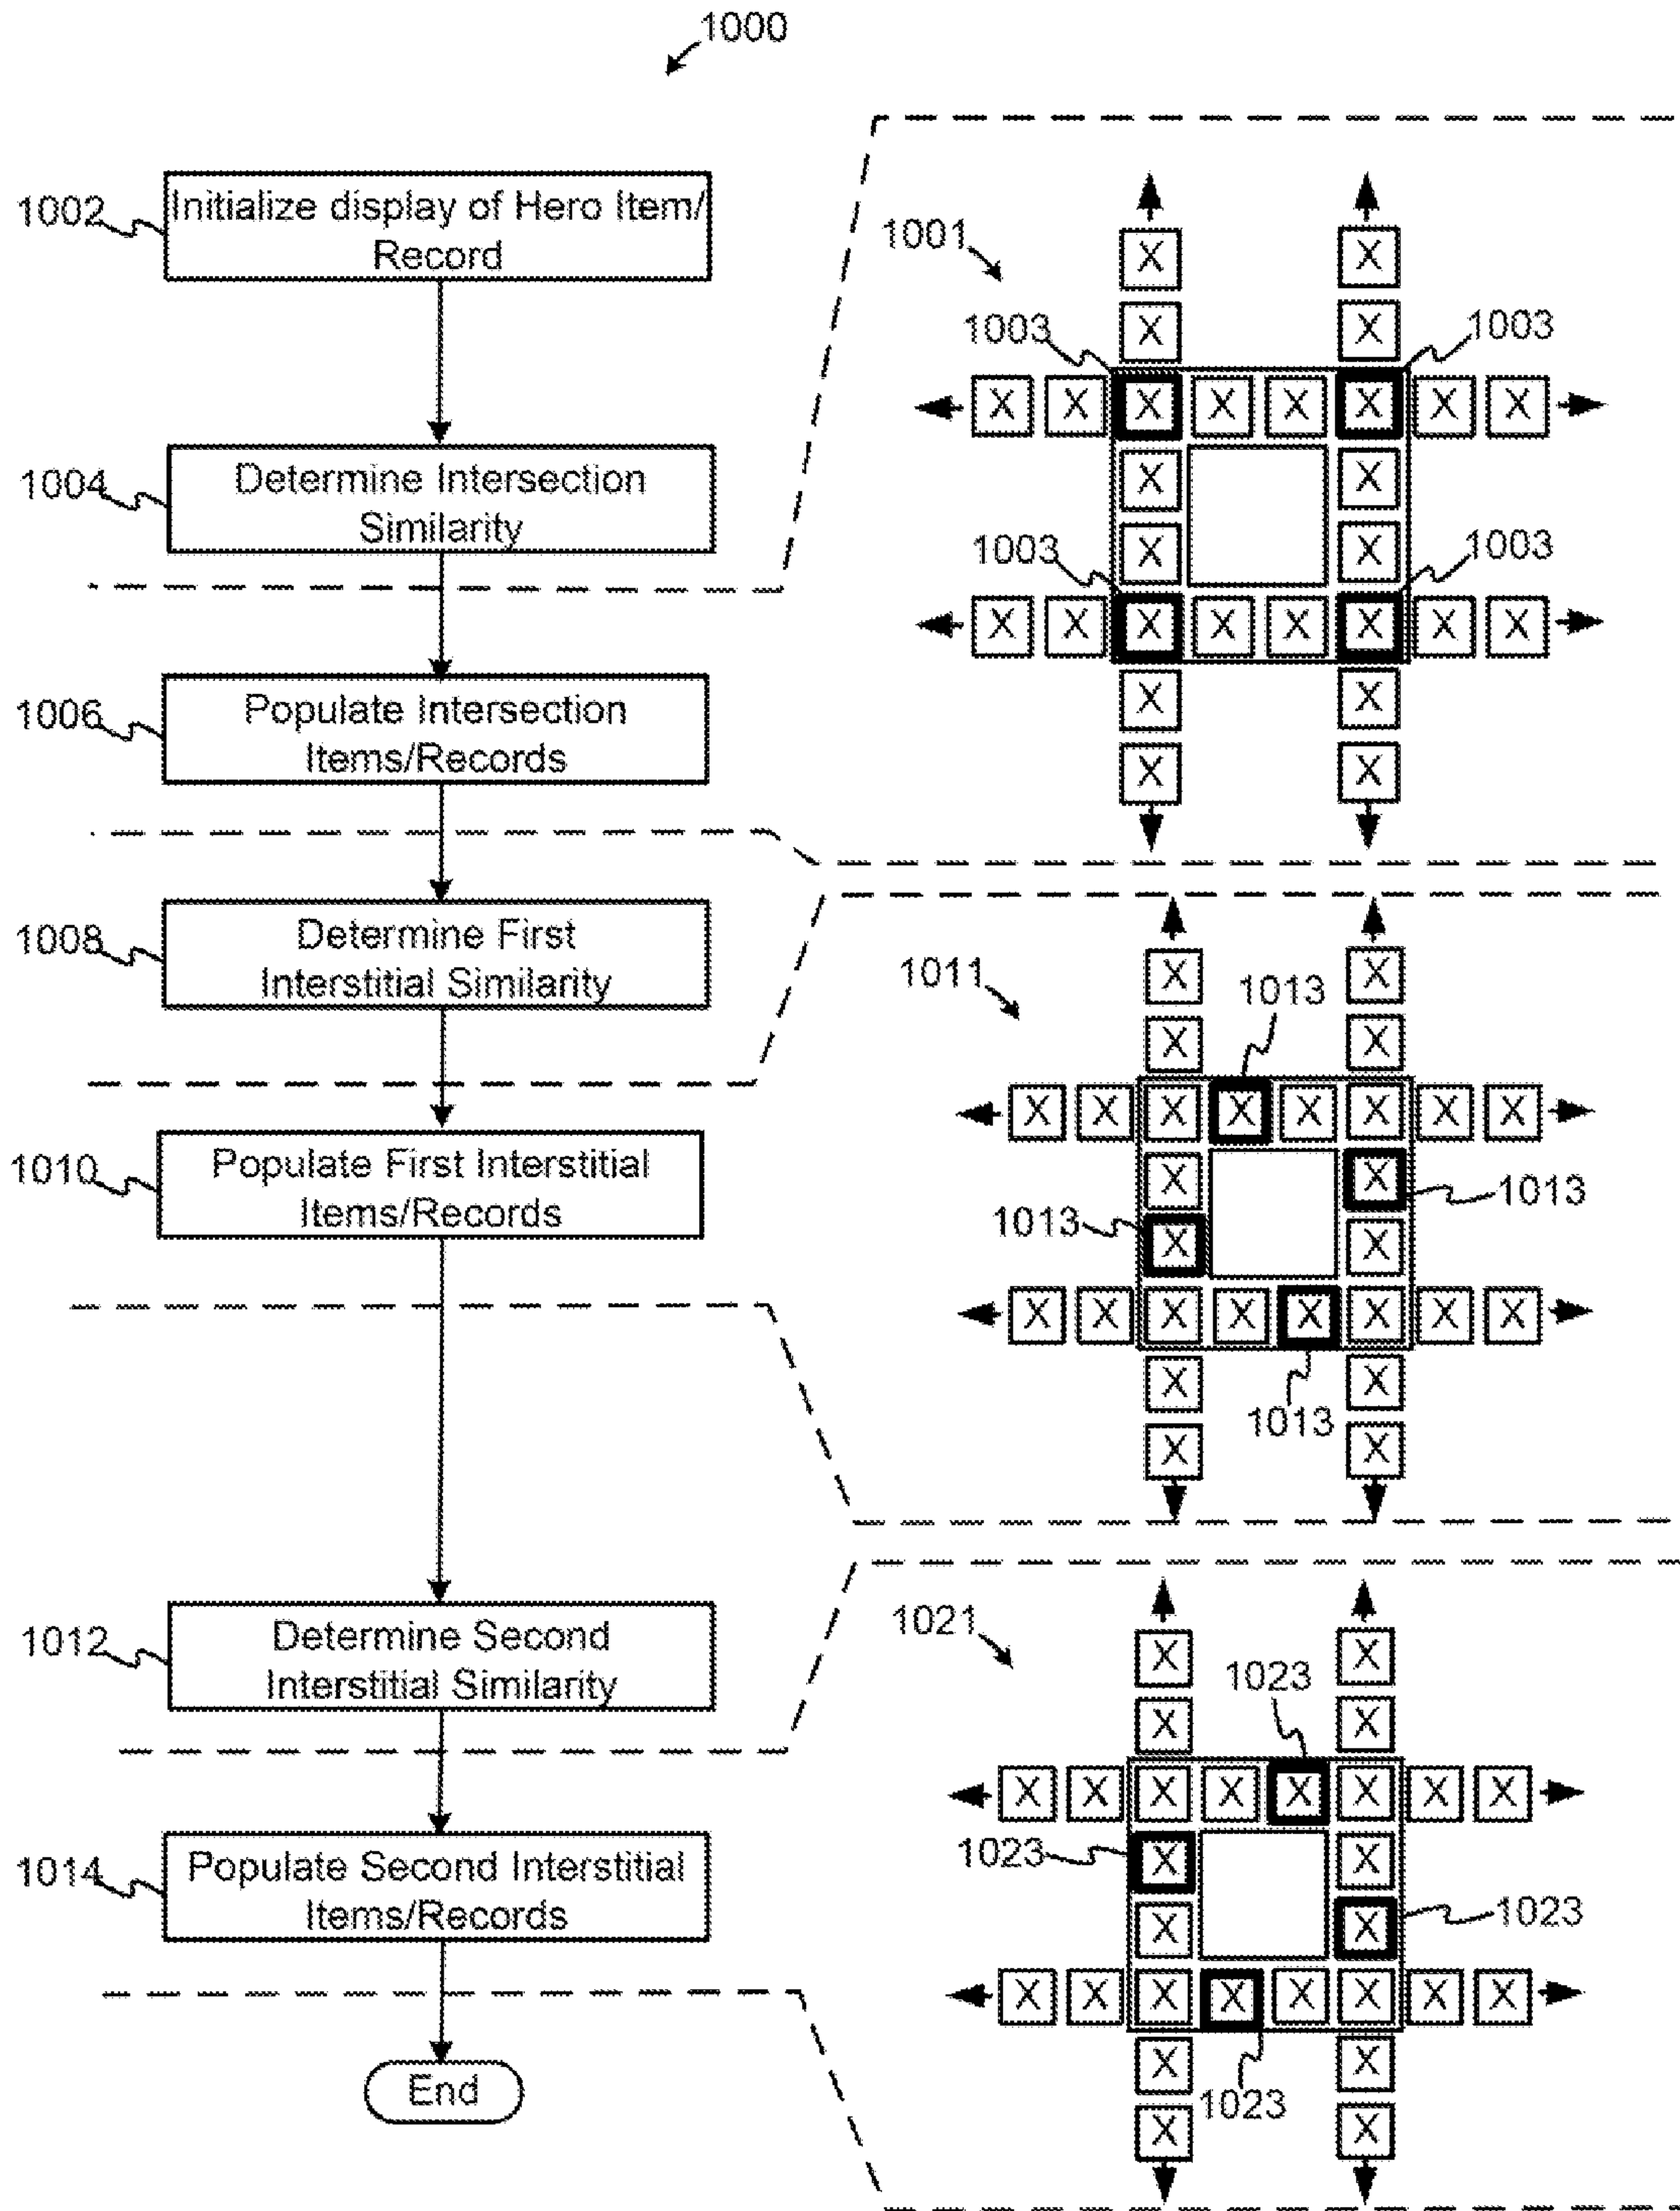 1000
1002
Initialize display of Hero Item/
Record
1004
Determine Intersection
Similarity
1006
Populate Intersection
Items/Records
1008
Determine First
Interstitial Similarity
1010
Populate First Interstitial
Items/Records
1012
Determine Second
Interstitial Similarity
1014
Populate Second Interstitial
Items/Records
End
1001
X X
1003 X X 1003
X X X X X X X X
X X
1003 X X 1003
X X X X X X X X
X X
X X
1011
X X
1013
X X
X X X X X X X X
X X 1013
1013 X X
X X X X X X X X
X X
1013
X X
1021
X X
1023
X X
X X X X X X X X
1023 X X
X X 1023
X X X X X X X X
X X
1023
X X